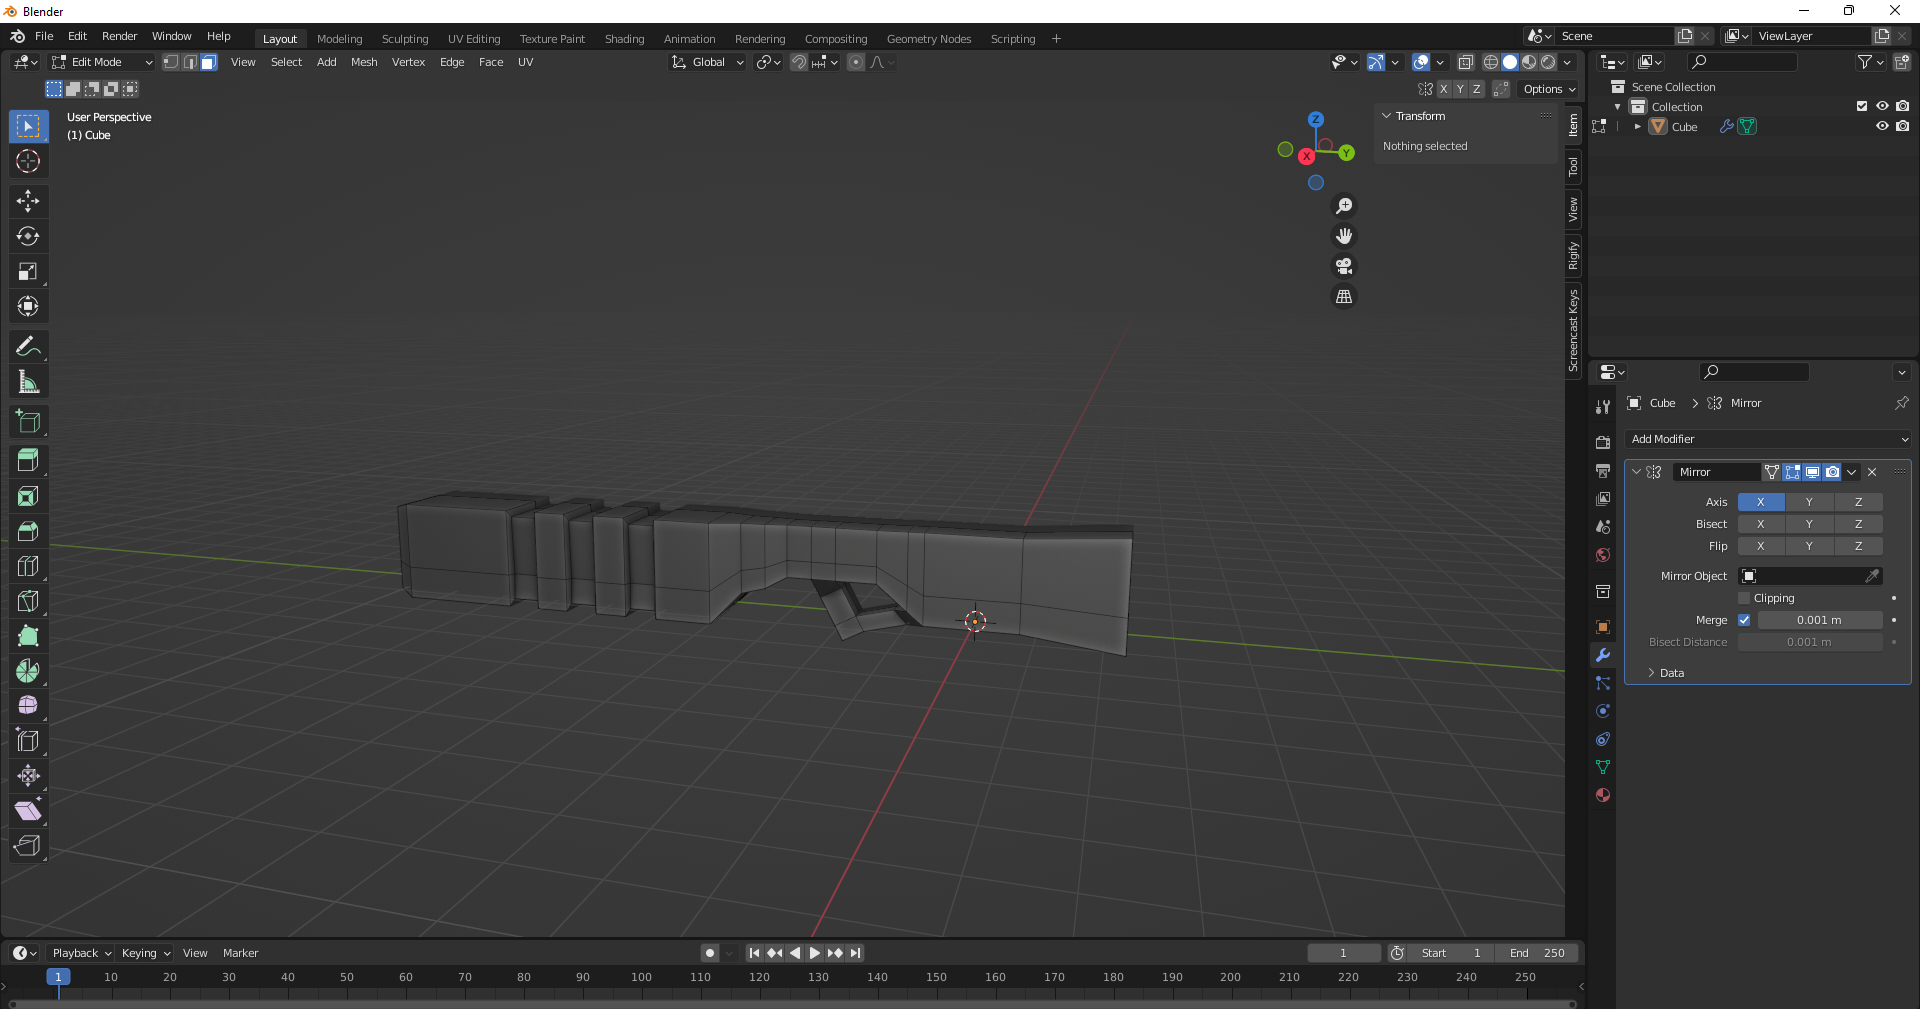 Blender
File Edit Render Window Help Layout Modeling Sculpting UV Editing Texture Paint Shading Animation Rendering Compositing Geometry Nodes Scripting + Scene ViewLayer
Edit Mode View Select Add Mesh Vertex Edge Face UV Global
X Y Z Options
User Perspective
(1) Cube
Z
X
Y
Transform
Nothing selected
Item
Tool
View
Rigify
Screencast Keys
Scene Collection
Collection
Cube
Cube > Mirror
Add Modifier
Mirror
Axis X Y Z
Bisect X Y Z
Flip X Y Z
Mirror Object
Clipping
Merge 0.001 m
Bisect Distance 0.001 m
Data
Playback Keying View Marker 1 Start 1 End 250
1 10 20 30 40 50 60 70 80 90 100 110 120 130 140 150 160 170 180 190 200 210 220 230 240 250